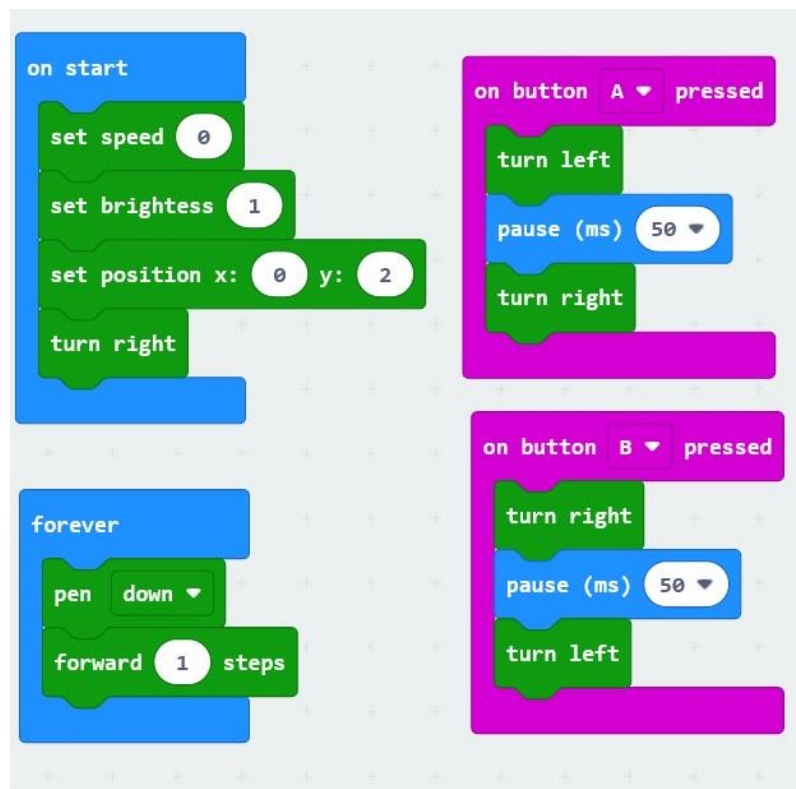 on start
set speed 0
set brightess 1
set position x: 0 y: 2
turn right
forever
pen down
forward 1 steps
on button A pressed
turn left
pause (ms) 50
turn right
on button B pressed
turn right
pause (ms) 50
turn left